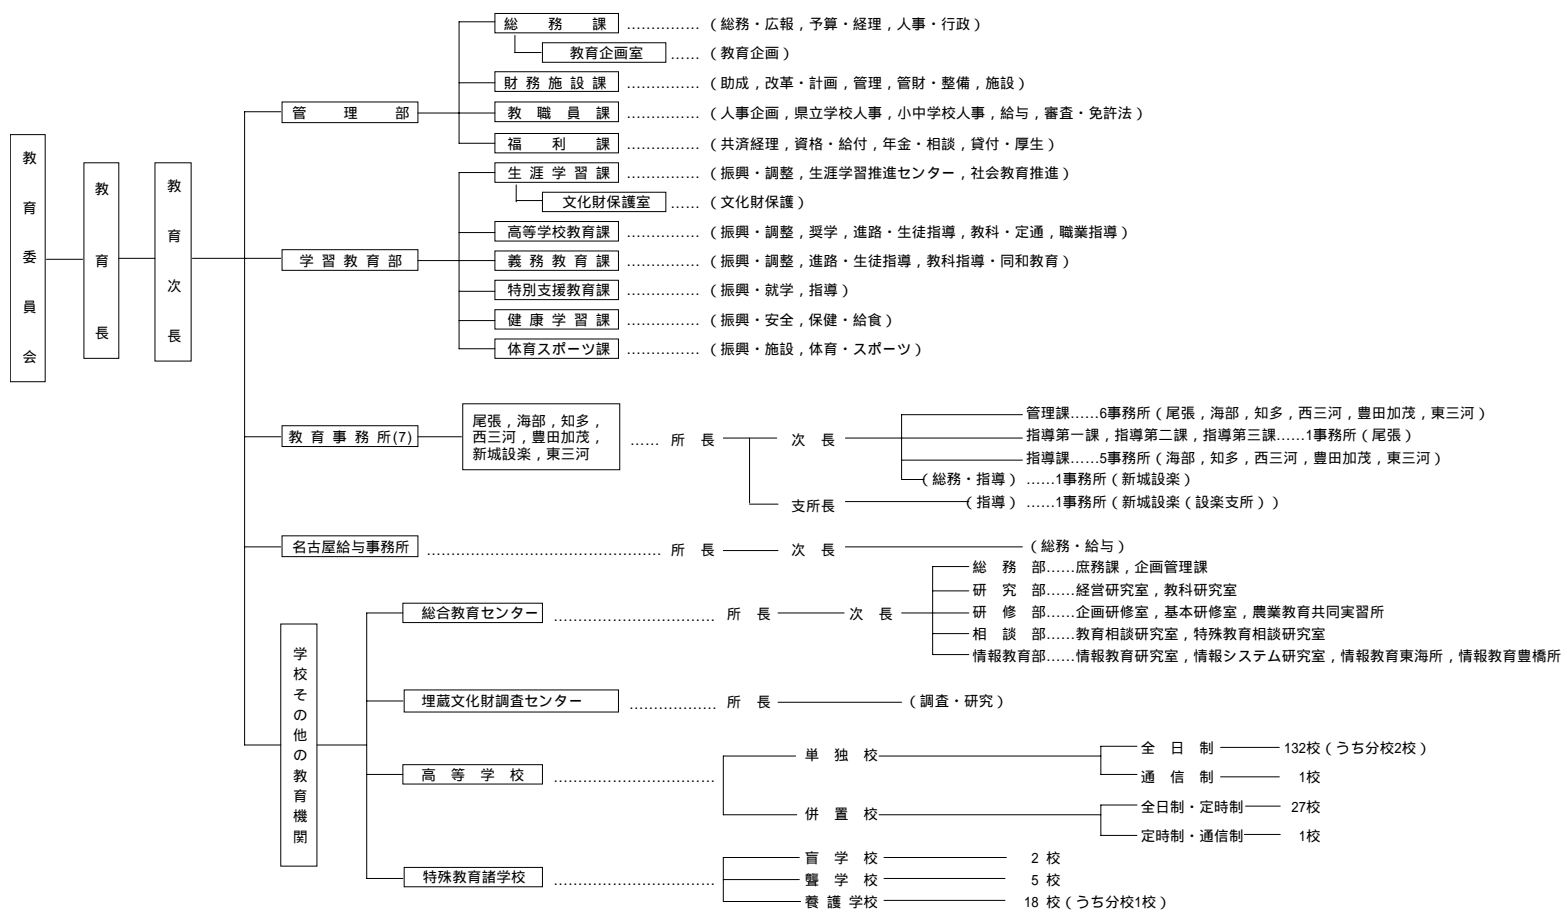 教育委員会
教育長
教育次長
管理部
総務課 …………… （総務・広報，予算・経理，人事・行政）
教育企画室 …… （教育企画）
財務施設課 …………… （助成，改革・計画，管理，管財・整備，施設）
教職員課 …………… （人事企画，県立学校人事，小中学校人事，給与，審査・免許法）
福利課 …………… （共済経理，資格・給付，年金・相談，貸付・厚生）
学習教育部
生涯学習課 …………… （振興・調整，生涯学習推進センター，社会教育推進）
文化財保護室 …… （文化財保護）
高等学校教育課 …………… （振興・調整，奨学，進路・生徒指導，教科・定通，職業指導）
義務教育課 …………… （振興・調整，進路・生徒指導，教科指導・同和教育）
特別支援教育課 …………… （振興・就学，指導）
健康学習課 …………… （振興・安全，保健・給食）
体育スポーツ課 …………… （振興・施設，体育・スポーツ）
教育事務所(7)
尾張，海部，知多，
西三河，豊田加茂，
新城設楽，東三河
…… 所長
次長
管理課……6事務所（尾張，海部，知多，西三河，豊田加茂，東三河）
指導第一課，指導第二課，指導第三課……1事務所（尾張）
指導課……5事務所（海部，知多，西三河，豊田加茂，東三河）
（総務・指導）……1事務所（新城設楽）
支所長 （指導）……1事務所（新城設楽（設楽支所））
名古屋給与事務所 …………… 所長 次長 （総務・給与）
学校その他の教育機関
総合教育センター …………… 所長 次長
総務部……庶務課，企画管理課
研究部……経営研究室，教科研究室
研修部……企画研修室，基本研修室，農業教育共同実習所
相談部……教育相談研究室，特殊教育相談研究室
情報教育部……情報教育研究室，情報システム研究室，情報教育東海所，情報教育豊橋所
埋蔵文化財調査センター …………… 所長 （調査・研究）
高等学校 ……………
単独校
全日制 132校（うち分校2校）
通信制 1校
併置校
全日制・定時制 27校
定時制・通信制 1校
特殊教育諸学校 ……………
盲学校 2 校
聾学校 5 校
養護学校 18 校（うち分校1校）